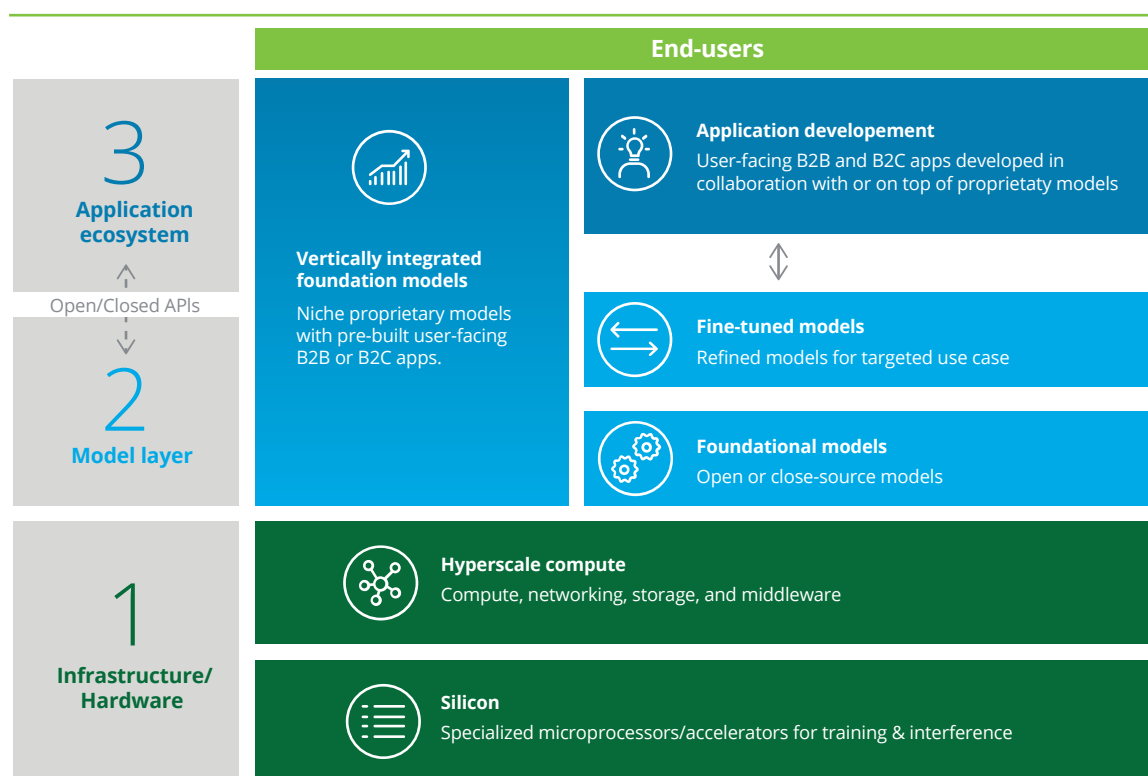 End-users
3
Application
ecosystem
Open/Closed APIs
2
Model layer
Vertically integrated
foundation models
Niche proprietary models
with pre-built user-facing
B2B or B2C apps.
Application developement
User-facing B2B and B2C apps developed in
collaboration with or on top of proprietaty models
Fine-tuned models
Refined models for targeted use case
Foundational models
Open or close-source models
1
Infrastructure/
Hardware
Hyperscale compute
Compute, networking, storage, and middleware
Silicon
Specialized microprocessors/accelerators for training & interference